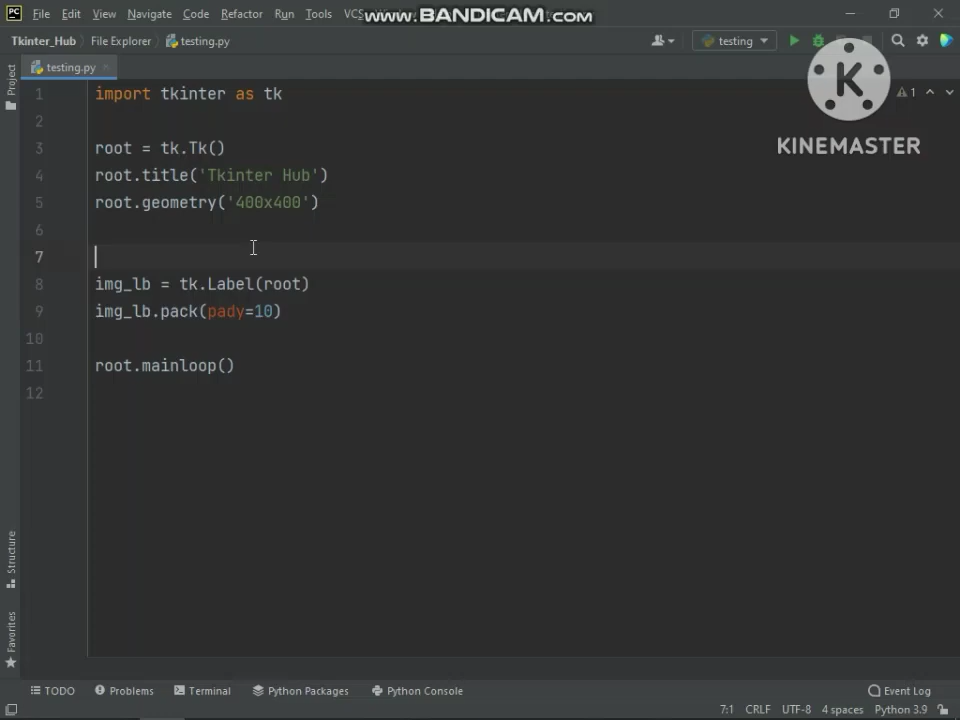 PC File Edit View Navigate Code Refactor Run Tools VCS www.BANDICAM.com
Tkinter_Hub File Explorer testing.py testing
K
KINEMASTER
Project
testing.py
1
1 import tkinter as tk
2
3 root = tk.Tk()
4 root.title('Tkinter Hub')
5 root.geometry('400x400')
6
7
8 img_lb = tk.Label(root)
9 img_lb.pack(pady=10)
10
11 root.mainloop()
12
Structure
Favorites
TODO Problems Terminal Python Packages Python Console Event Log
7:1 CRLF UTF-8 4 spaces Python 3.9